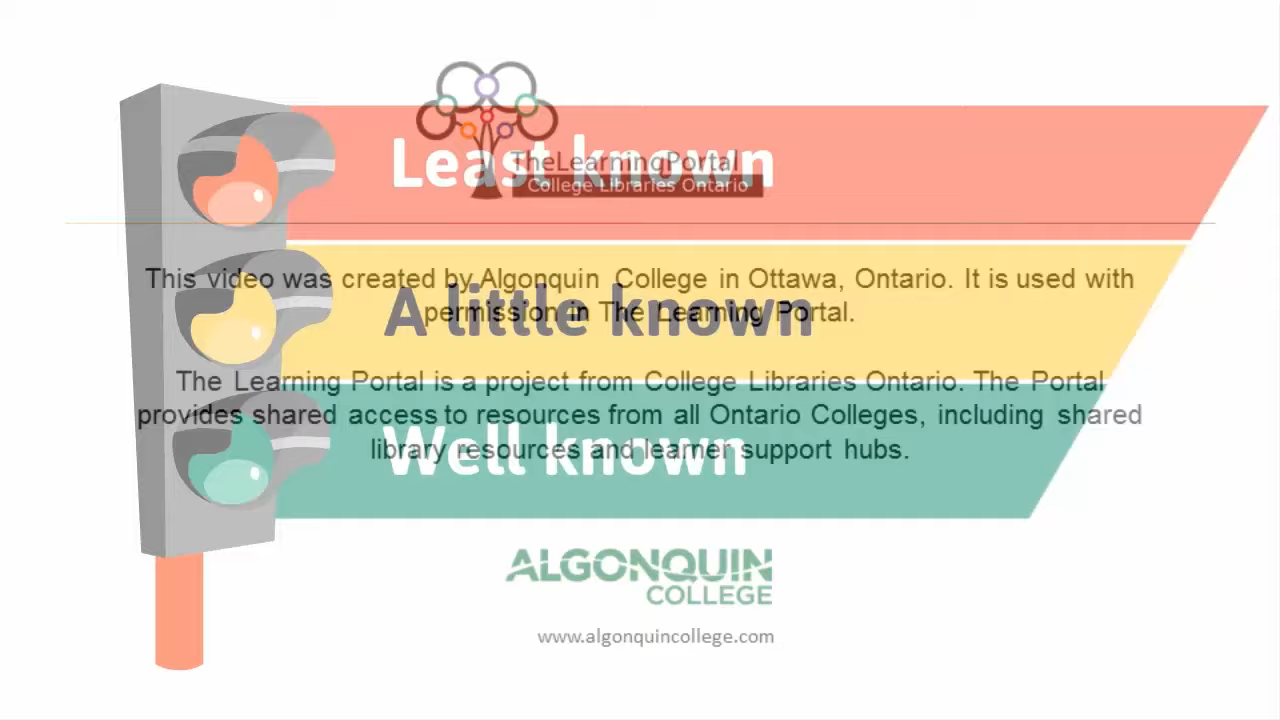 Least known
TheLearningPortal
College Libraries Ontario
This video was created by Algonquin College in Ottawa, Ontario. It is used with
permission in The Learning Portal.
A little known
The Learning Portal is a project from College Libraries Ontario. The Portal
provides shared access to resources from all Ontario Colleges, including shared
library resources and learner support hubs.
Well known
ALGONQUIN
COLLEGE
www.algonquincollege.com